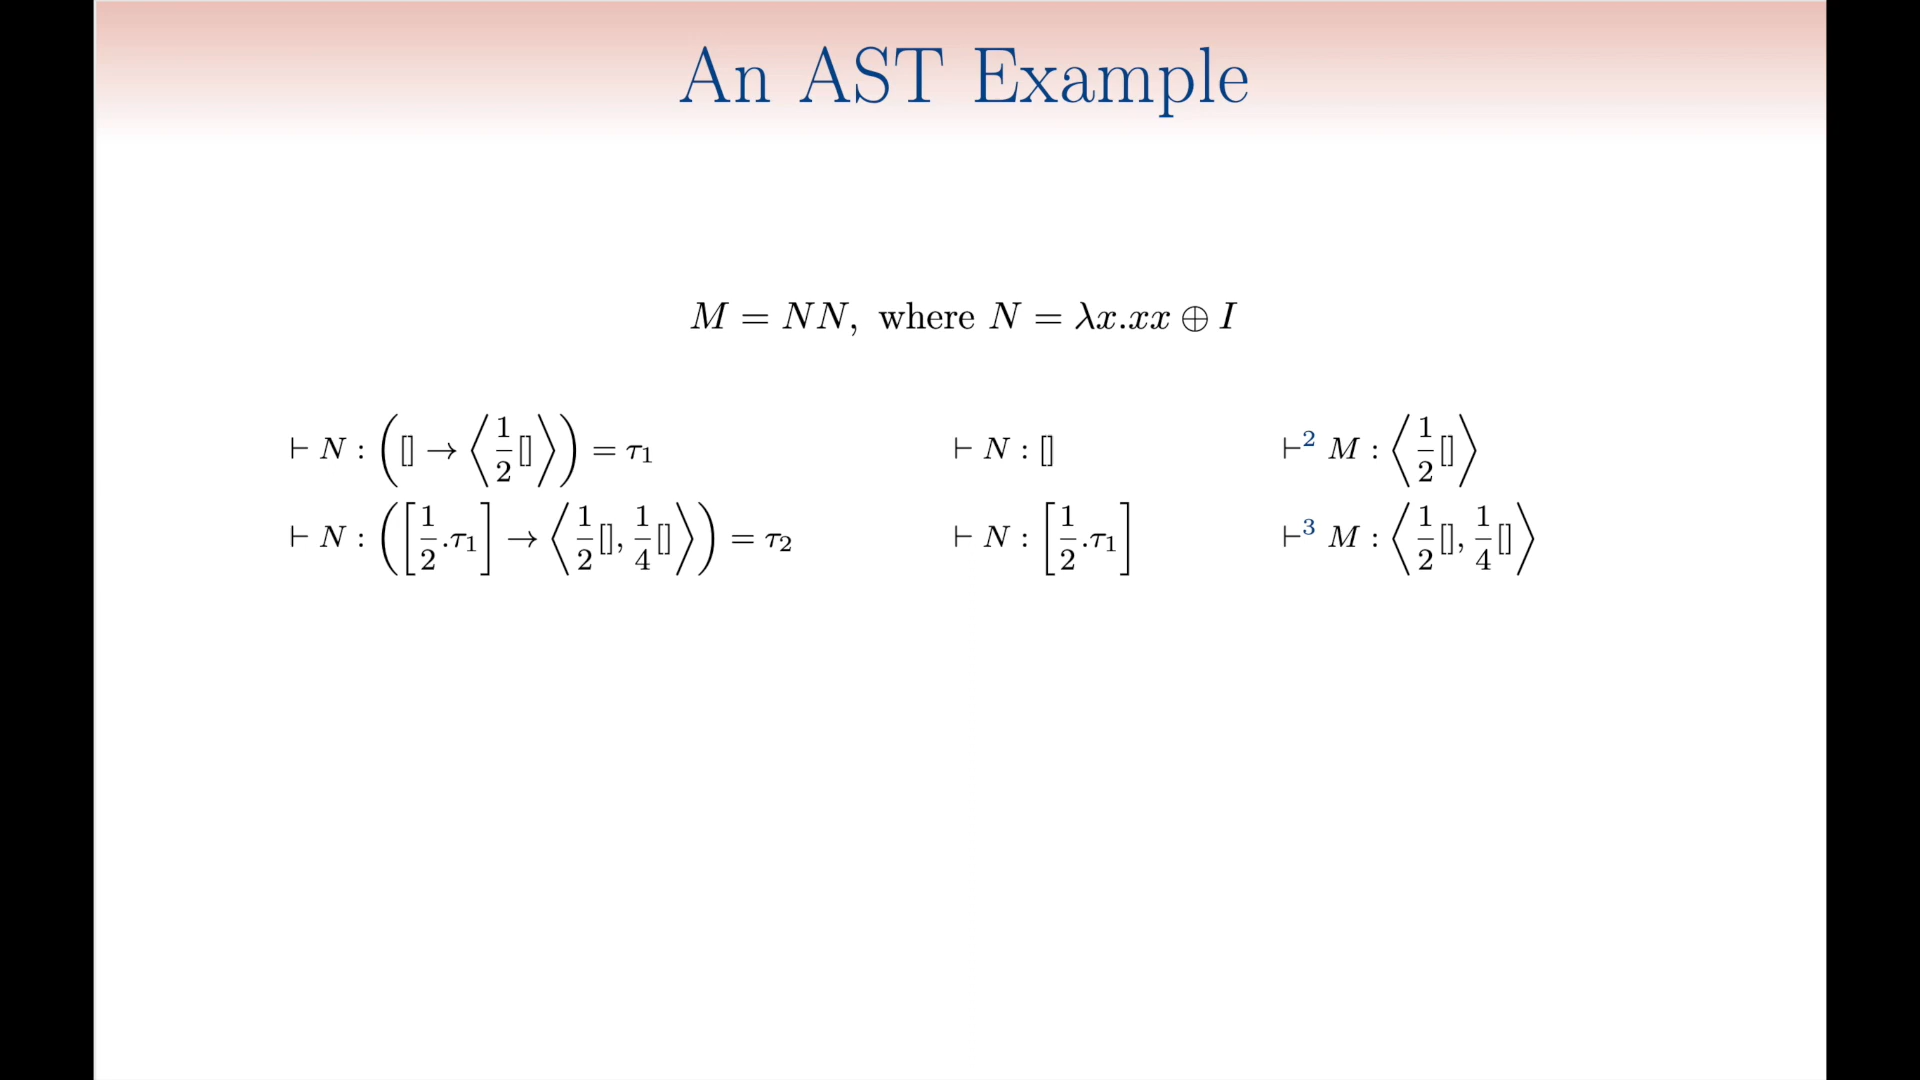 An AST Example
M = NN, where N = λx.xx ⊕ I
⊢ N : ([] → ⟨1/2[]⟩) = τ₁ ⊢ N : [] ⊢² M : ⟨1/2[]⟩
⊢ N : ([1/2.τ₁] → ⟨1/2[], 1/4[]⟩) = τ₂ ⊢ N : [1/2.τ₁] ⊢³ M : ⟨1/2[], 1/4[]⟩